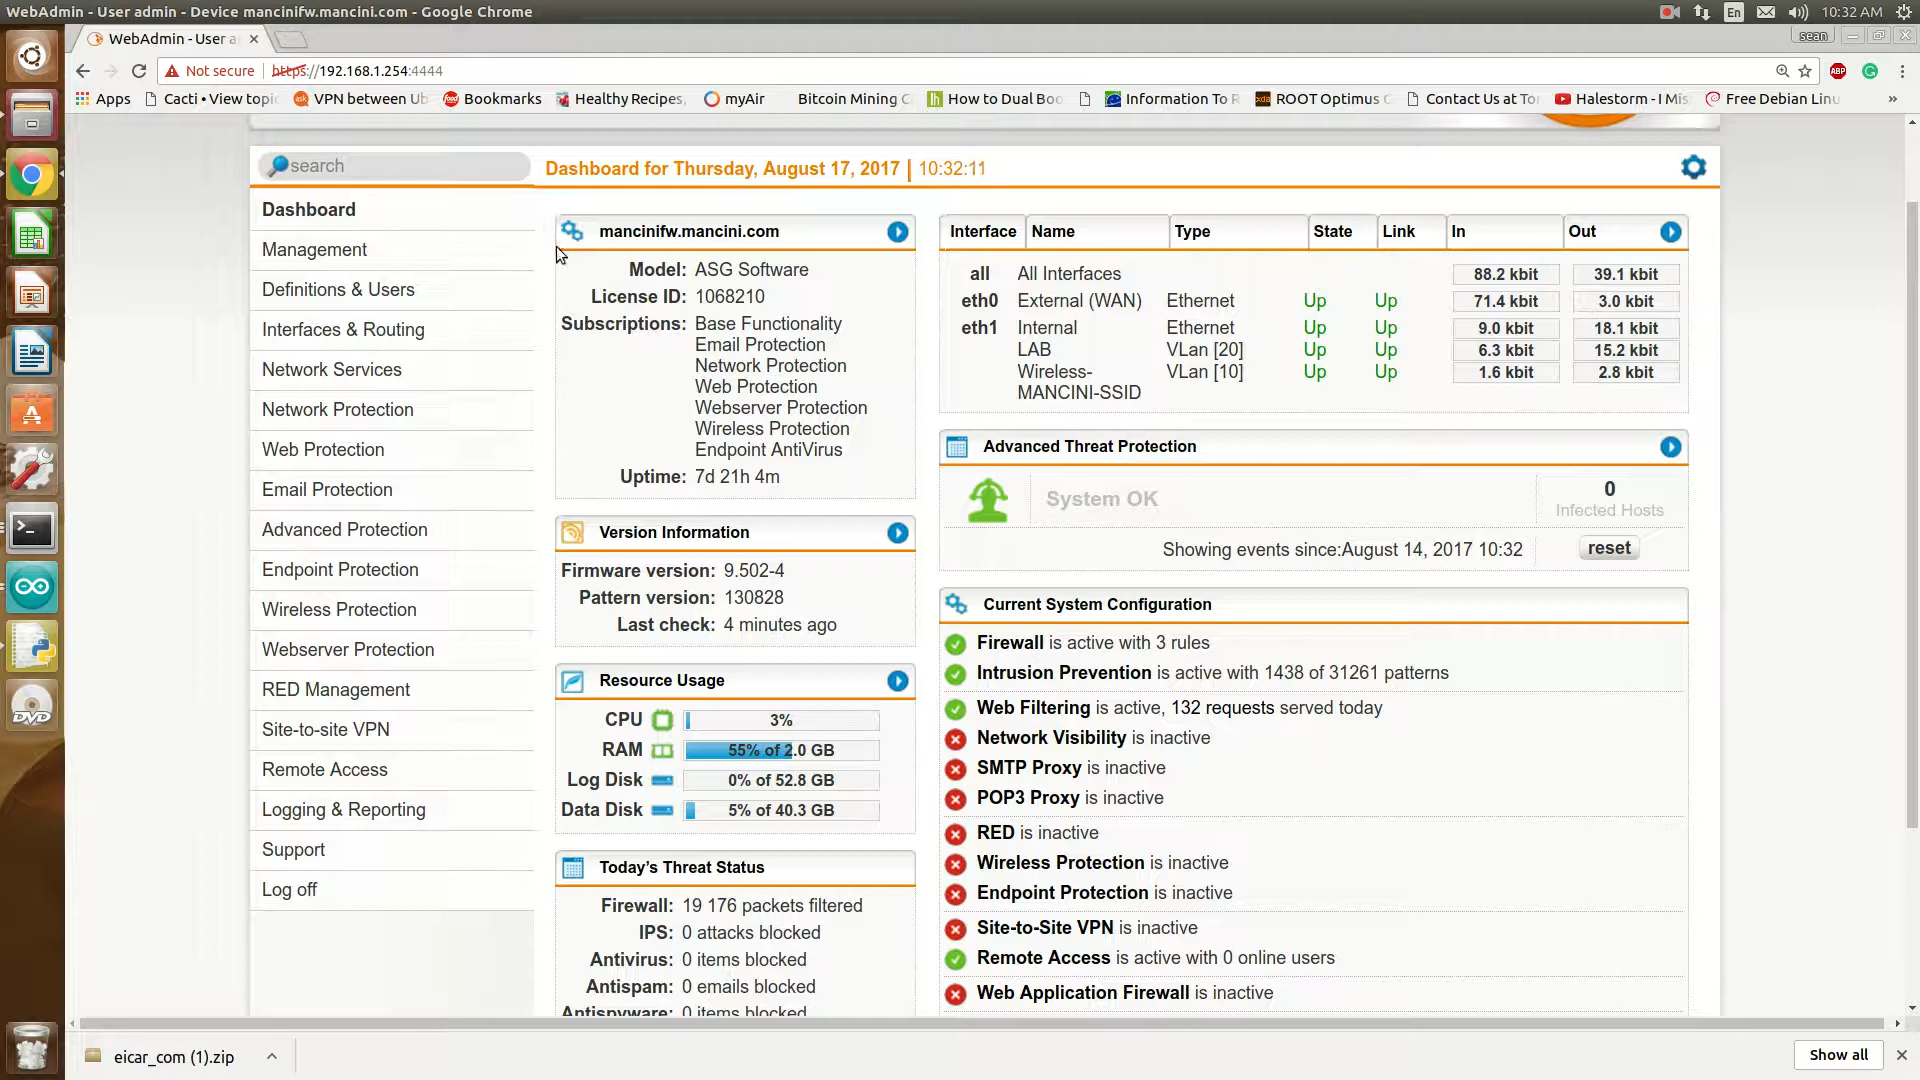 WebAdmin - User admin - Device mancinifw.mancini.com - Google Chrome
En
10:32 AM
WebAdmin - User a
sean
Not secure
https://192.168.1.254:4444
ABP
Apps
Cacti • View topi
VPN between Ub
Bookmarks
Healthy Recipes,
myAir
Bitcoin Mining C
How to Dual Boo
Information To R
ROOT Optimus C
Contact Us at Tor
Halestorm - I Mis
Free Debian Linu
»
search
Dashboard for Thursday, August 17, 2017 | 10:32:11
Dashboard
Management
Definitions & Users
Interfaces & Routing
Network Services
Network Protection
Web Protection
Email Protection
Advanced Protection
Endpoint Protection
Wireless Protection
Webserver Protection
RED Management
Site-to-site VPN
Remote Access
Logging & Reporting
Support
Log off
mancinifw.mancini.com
Model: ASG Software
License ID: 1068210
Subscriptions: Base Functionality
Email Protection
Network Protection
Web Protection
Webserver Protection
Wireless Protection
Endpoint AntiVirus
Uptime: 7d 21h 4m
Version Information
Firmware version: 9.502-4
Pattern version: 130828
Last check: 4 minutes ago
Resource Usage
CPU 3%
RAM 55% of 2.0 GB
Log Disk 0% of 52.8 GB
Data Disk 5% of 40.3 GB
Today's Threat Status
Firewall: 19 176 packets filtered
IPS: 0 attacks blocked
Antivirus: 0 items blocked
Antispam: 0 emails blocked
Antispyware: 0 items blocked
Interface Name Type State Link In Out
all All Interfaces 88.2 kbit 39.1 kbit
eth0 External (WAN) Ethernet Up Up 71.4 kbit 3.0 kbit
eth1 Internal Ethernet Up Up 9.0 kbit 18.1 kbit
LAB VLan [20] Up Up 6.3 kbit 15.2 kbit
Wireless- VLan [10] Up Up 1.6 kbit 2.8 kbit
MANCINI-SSID
Advanced Threat Protection
System OK
0
Infected Hosts
Showing events since:August 14, 2017 10:32
reset
Current System Configuration
Firewall is active with 3 rules
Intrusion Prevention is active with 1438 of 31261 patterns
Web Filtering is active, 132 requests served today
Network Visibility is inactive
SMTP Proxy is inactive
POP3 Proxy is inactive
RED is inactive
Wireless Protection is inactive
Endpoint Protection is inactive
Site-to-Site VPN is inactive
Remote Access is active with 0 online users
Web Application Firewall is inactive
DVD
eicar_com (1).zip
Show all